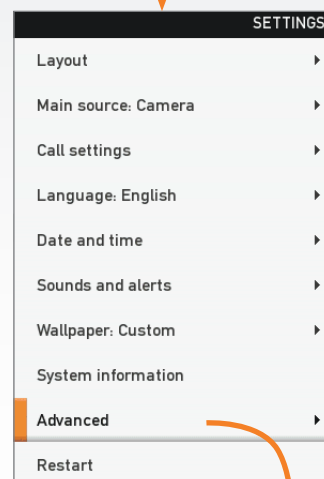 SETTINGS
Layout
Main source: Camera
Call settings
Language: English
Date and time
Sounds and alerts
Wallpaper: Custom
System information
Advanced
Restart